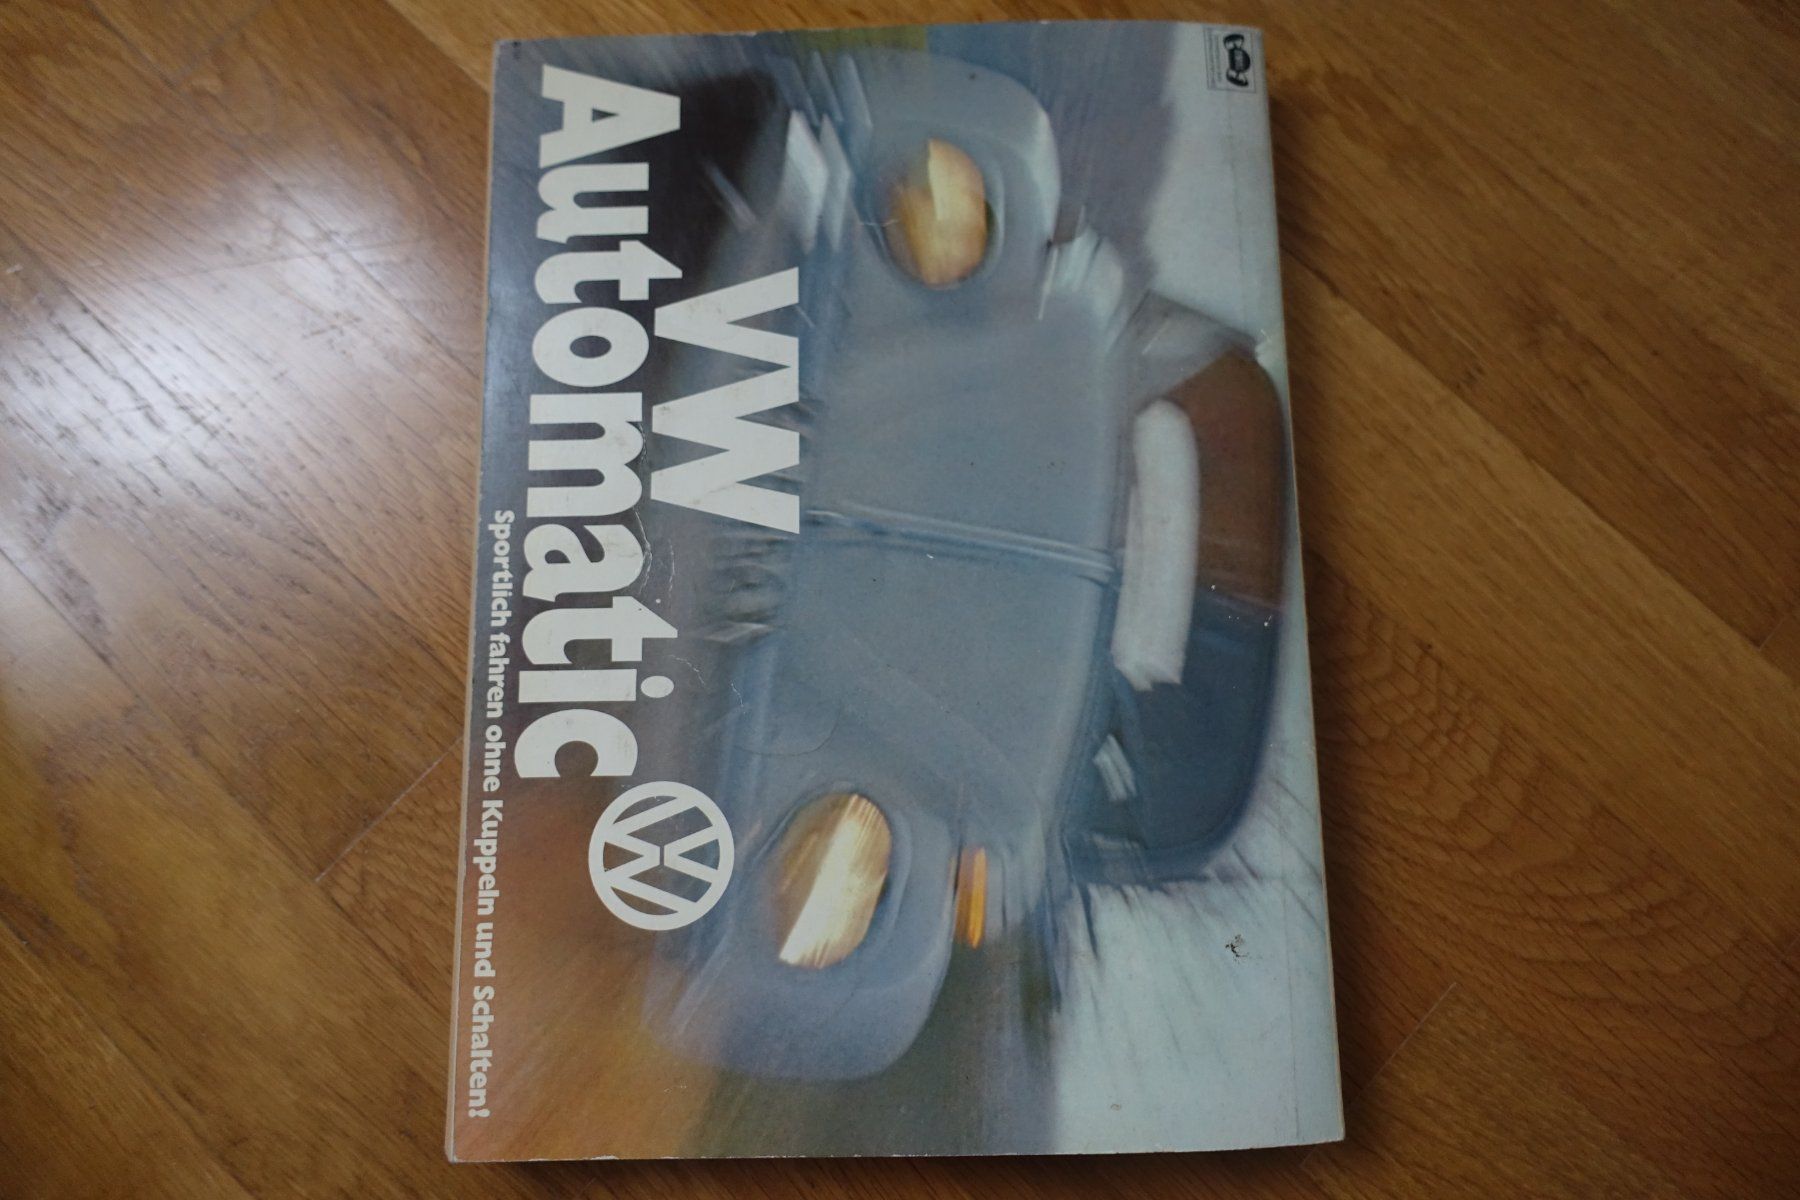 VW
Automatic
Sportlich fahren ohne Kuppeln und Schalten!